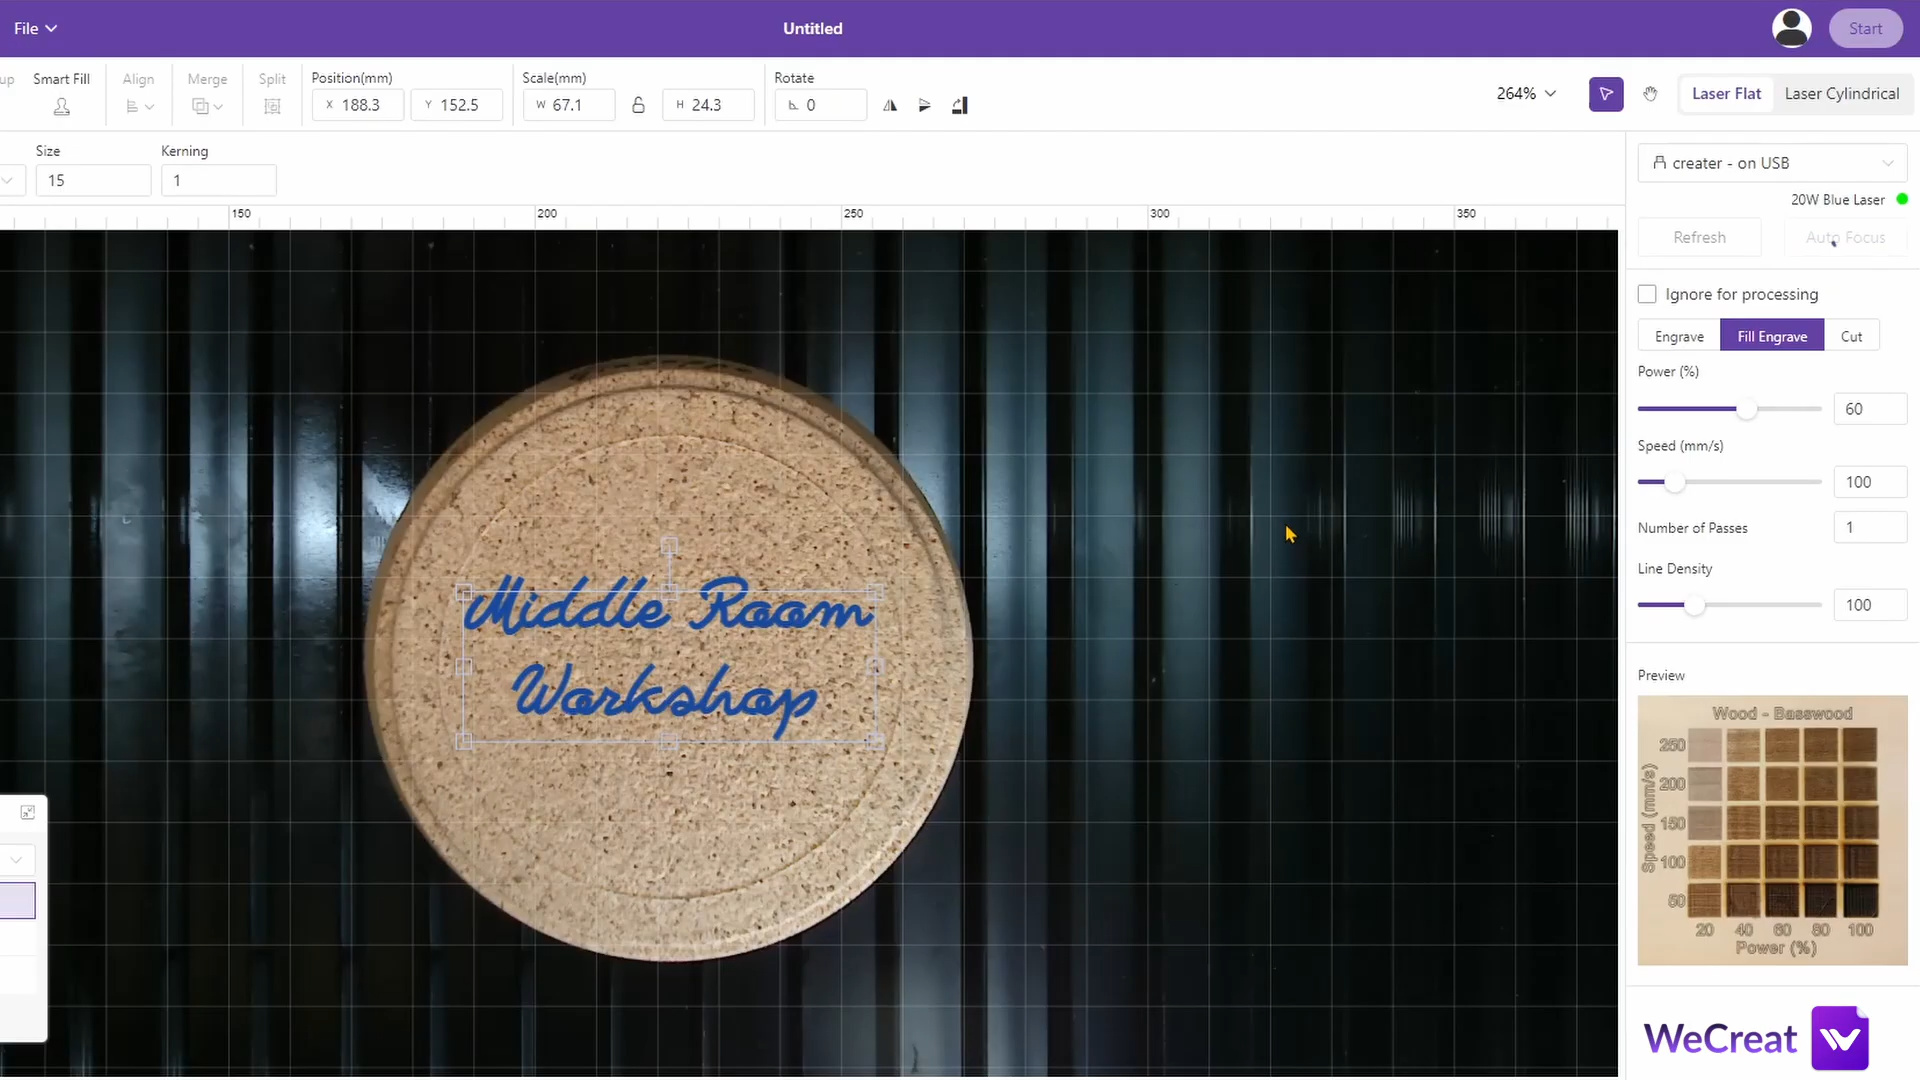 File
Untitled
Start
up
Smart Fill
Align
Merge
Split
Position(mm)
Scale(mm)
Rotate
X 188.3
Y 152.5
W 67.1
H 24.3
0
264%
Laser Flat
Laser Cylindrical
Size
Kerning
15
1
creater - on USB
20W Blue Laser
Refresh
Auto Focus
150
200
250
300
350
Ignore for processing
Engrave
Fill Engrave
Cut
Power (%)
60
Speed (mm/s)
100
Number of Passes
1
Line Density
100
Middle Room
Workshop
Preview
Wood - Basswood
Speed (mm/s)
250
200
150
100
50
20 40 60 80 100
Power (%)
WeCreat